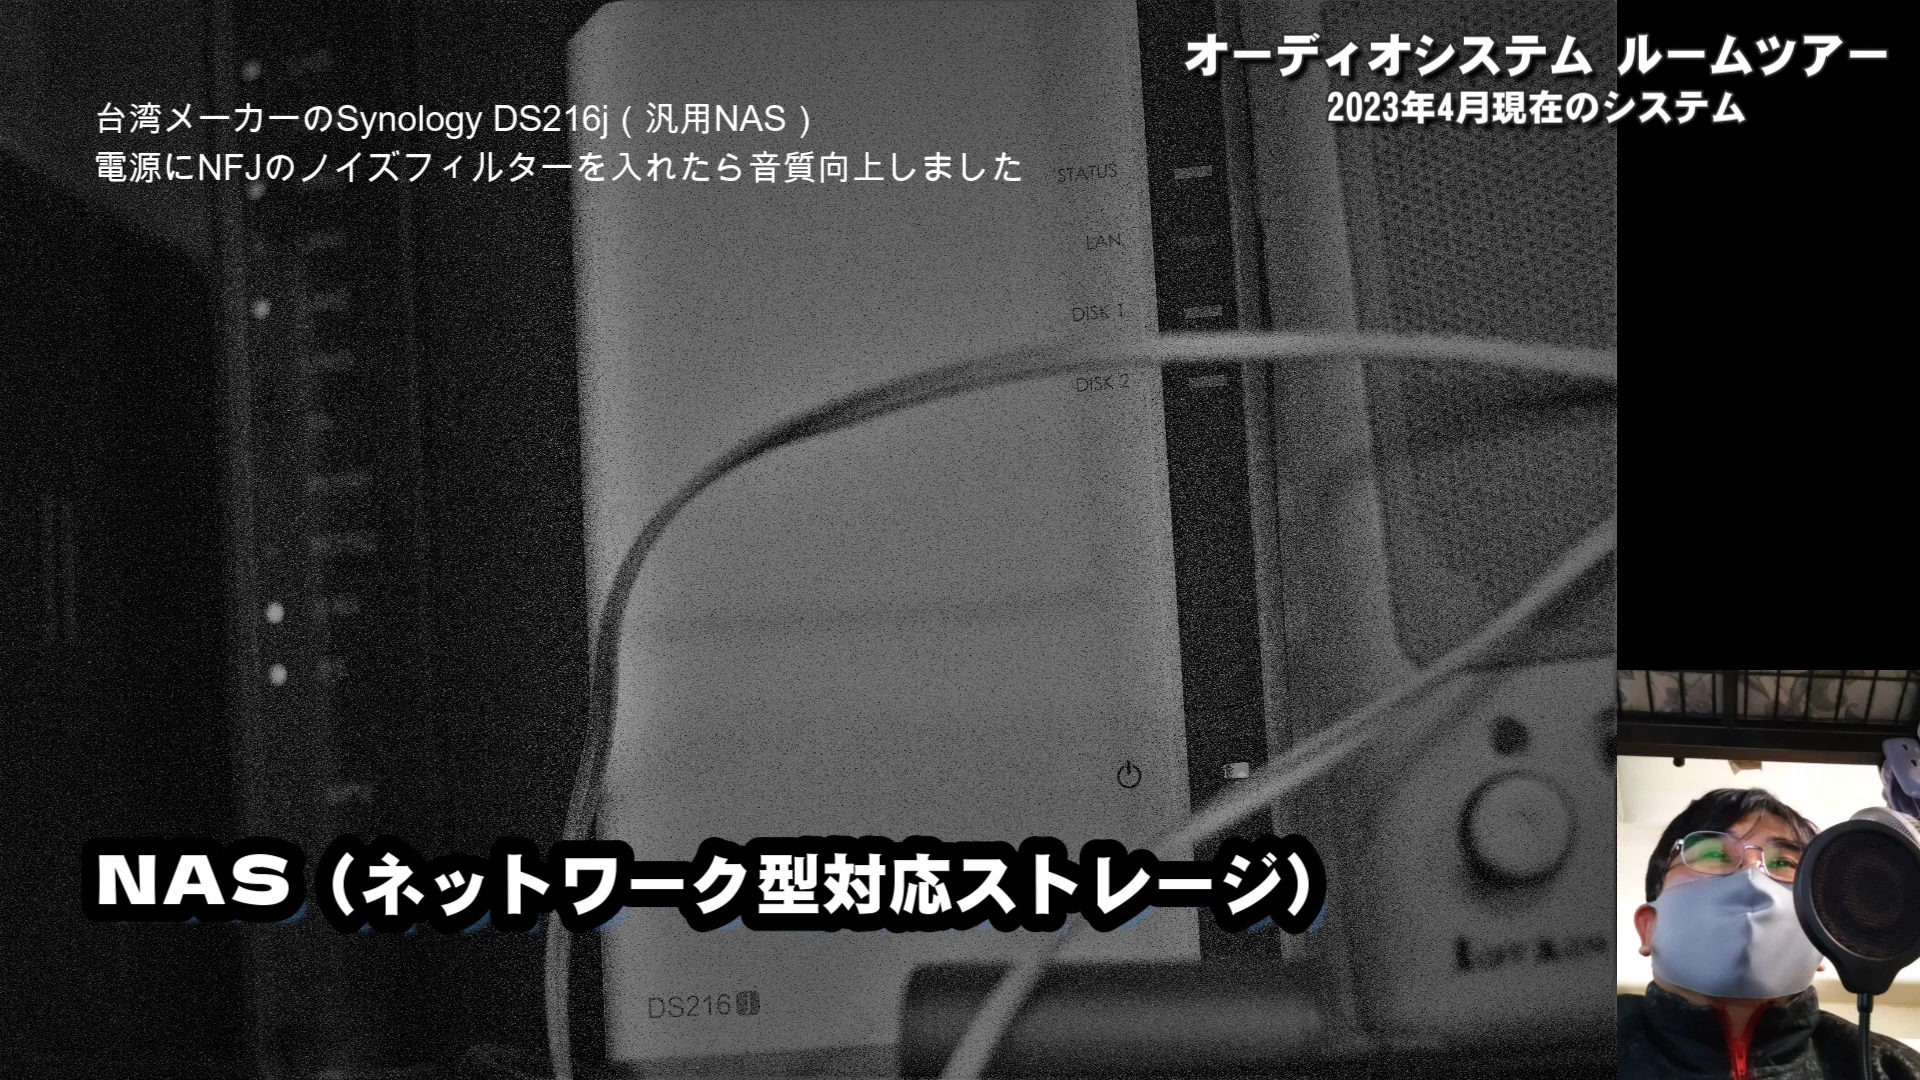 オーディオシステム ルームツアー
2023年4月現在のシステム
台湾メーカーのSynology DS216j(汎用NAS)
電源にNFJのノイズフィルターを入れたら音質向上しました
STATUS
LAN
DISK 1
DISK 2
NAS(ネットワーク型対応ストレージ)
DS216j